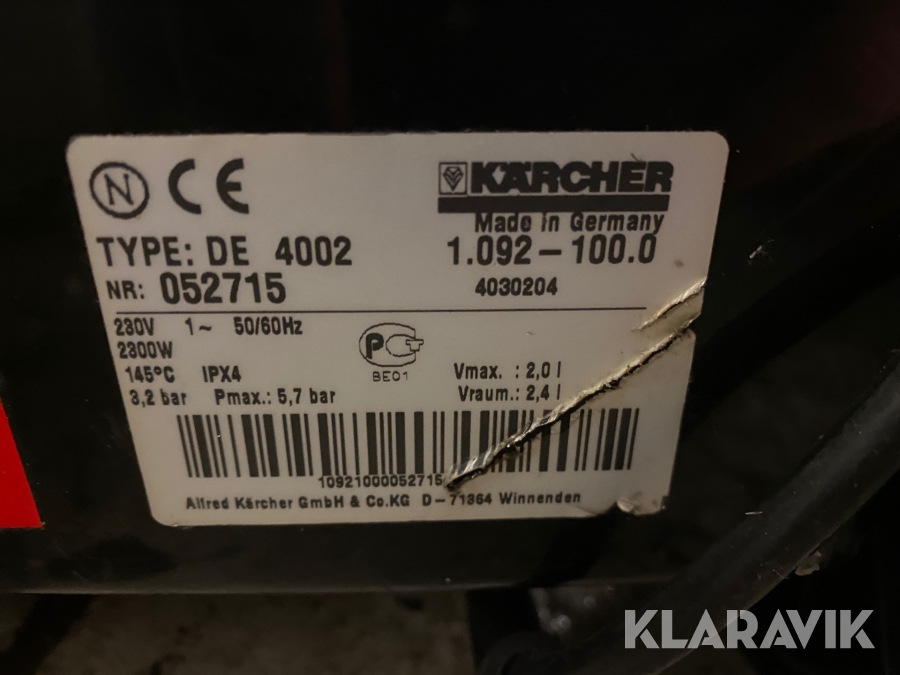 N CE KÄRCHER
Made in Germany
TYPE: DE 4002 1.092-100.0
NR: 052715 4030204
230V 1~ 50/60Hz
2300W
145°C IPX4 Vmax. : 2,0 l
3,2 bar Pmax.: 5,7 bar Vraum.: 2,4 l
PCT
BE01
10921000052715
Alfred Kärcher GmbH & Co.KG D-71364 Winnenden
KLARAVIK